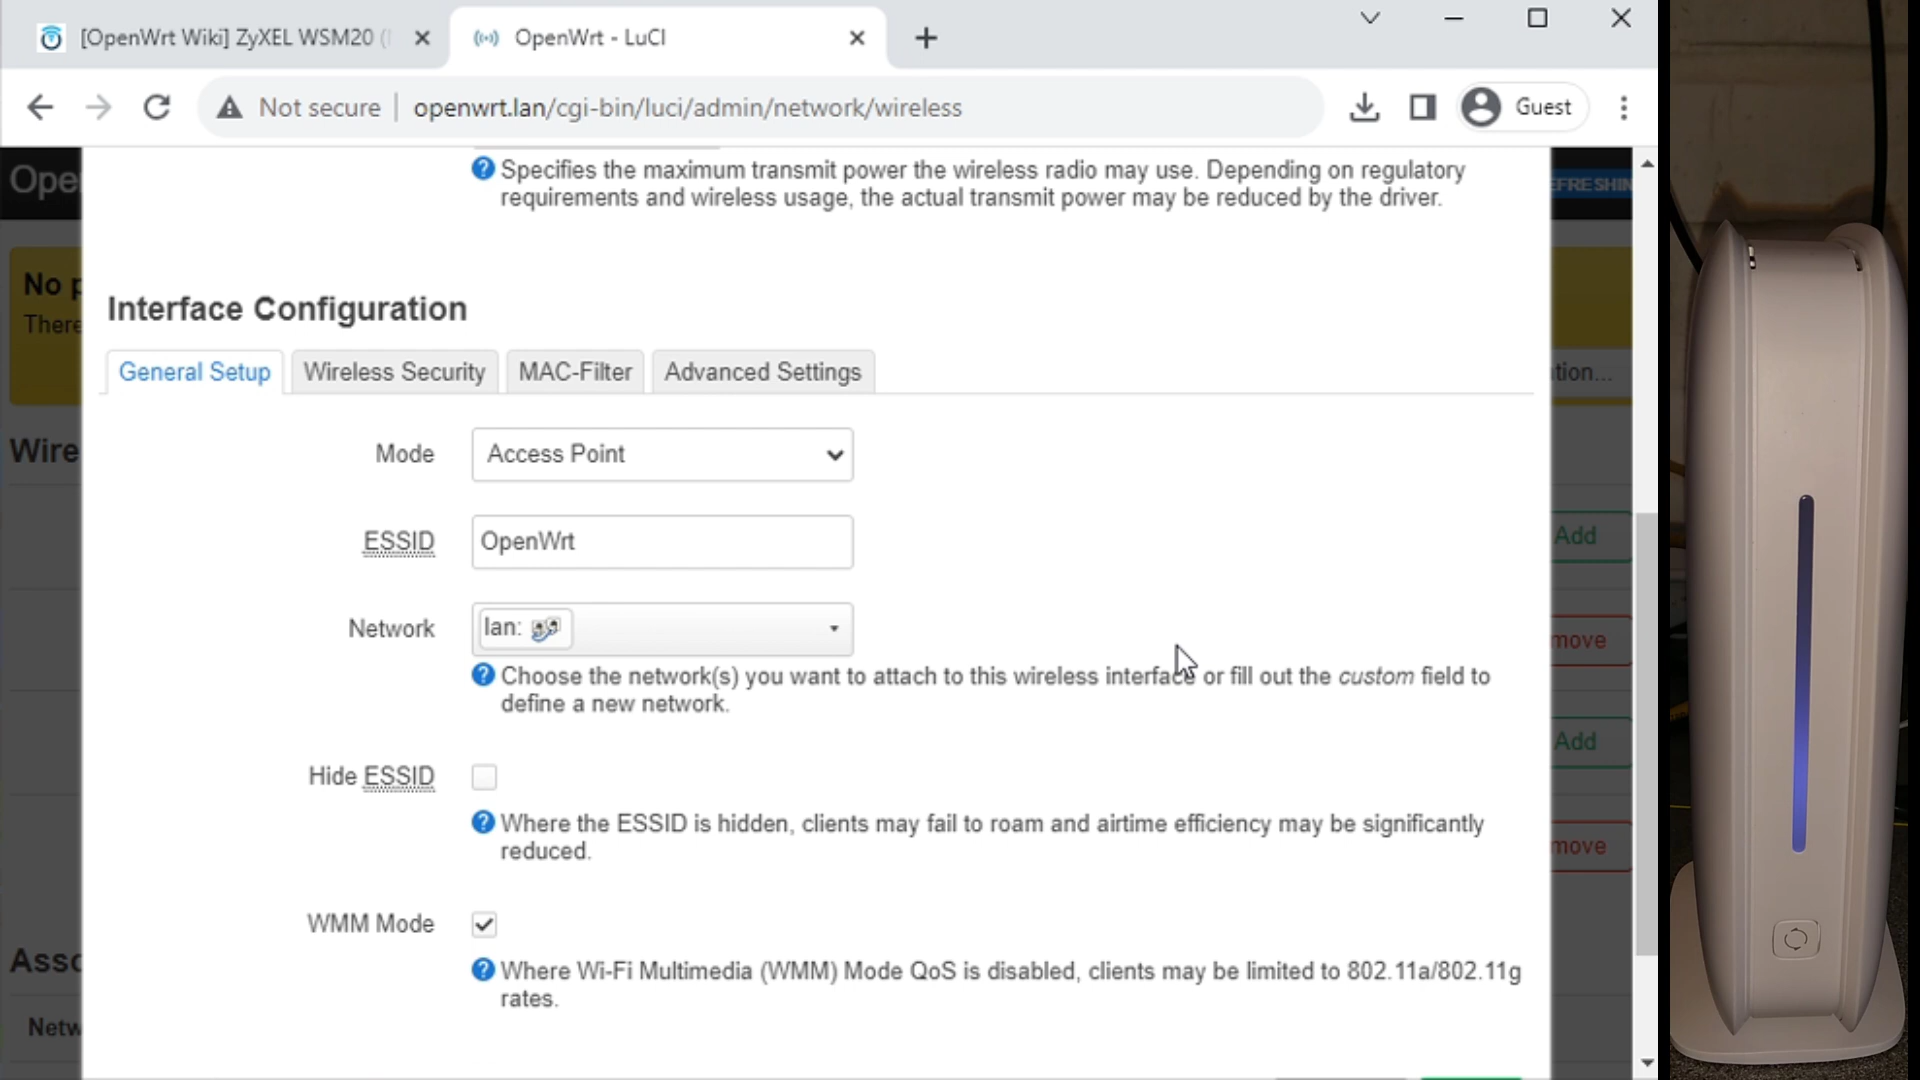 [OpenWrt Wiki] ZyXEL WSM20 (
OpenWrt - LuCI
Not secure
openwrt.lan/cgi-bin/luci/admin/network/wireless
Guest
Ope
EFRESHIN
Specifies the maximum transmit power the wireless radio may use. Depending on regulatory
requirements and wireless usage, the actual transmit power may be reduced by the driver.
No p
There
Interface Configuration
General Setup
Wireless Security
MAC-Filter
Advanced Settings
tion...
Wire
Mode
Access Point
ESSID
OpenWrt
Add
Network
lan:
move
Choose the network(s) you want to attach to this wireless interface or fill out the custom field to
define a new network.
Add
Hide ESSID
Where the ESSID is hidden, clients may fail to roam and airtime efficiency may be significantly
reduced.
move
WMM Mode
Asso
Where Wi-Fi Multimedia (WMM) Mode QoS is disabled, clients may be limited to 802.11a/802.11g
rates.
Netw